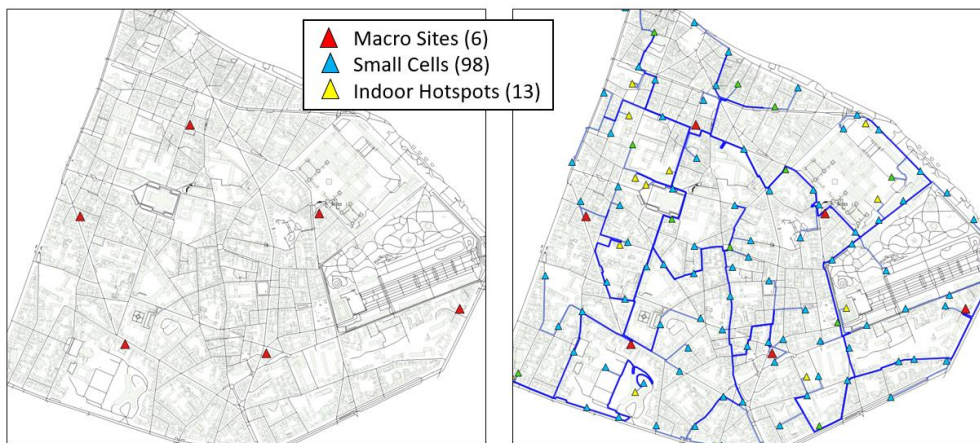 Macro Sites (6)
Small Cells (98)
Indoor Hotspots (13)